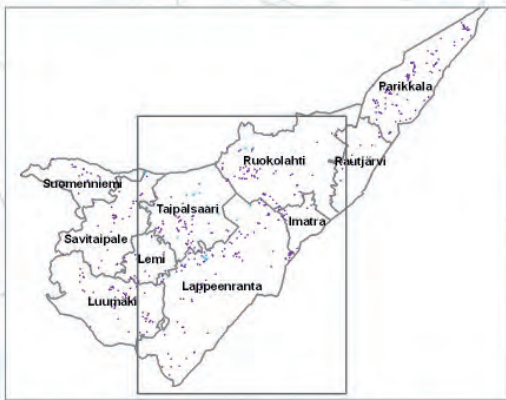 Parikkala
Ruokolahti
Rautjärvi
Suomenniemi
Taipalsaari
Imatra
Savitaipale
Lemi
Lappeenranta
Luumäki